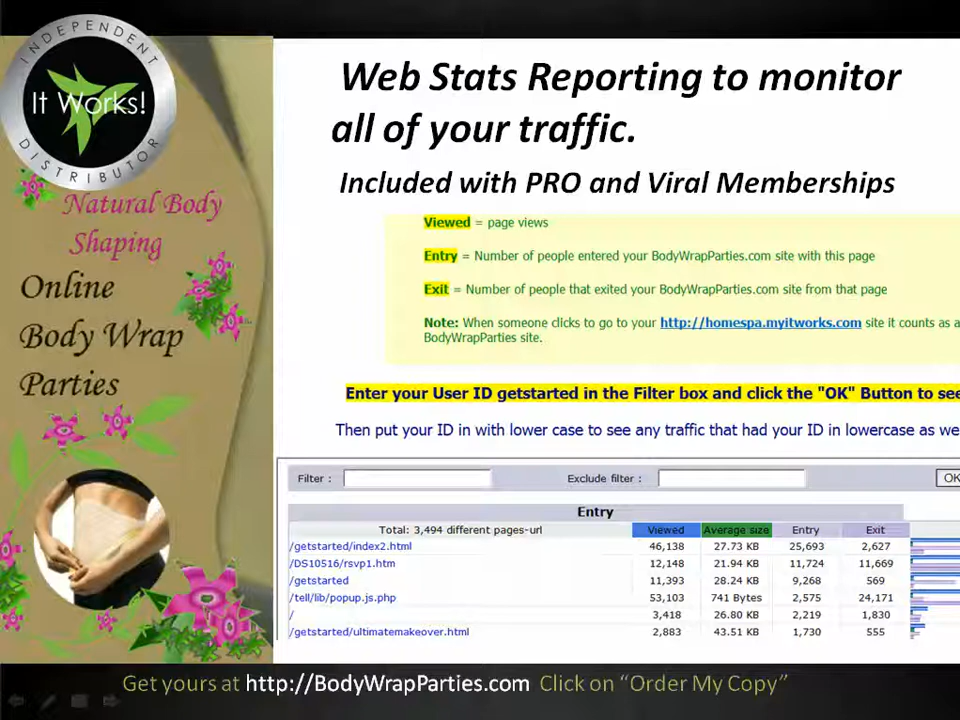 INDEPENDENT
It Works!
DISTRIBUTOR
Natural Body
Shaping
Online
Body Wrap
Parties
Web Stats Reporting to monitor
all of your traffic.
Included with PRO and Viral Memberships
Viewed = page views
Entry = Number of people entered your BodyWrapParties.com site with this page
Exit = Number of people that exited your BodyWrapParties.com site from that page
Note: When someone clicks to go to your http://homespa.myitworks.com site it counts as a
BodyWrapParties site.
Enter your User ID getstarted in the Filter box and click the "OK" Button to see
Then put your ID in with lower case to see any traffic that had your ID in lowercase as we
Filter : Exclude filter : OK
Entry
Total: 3,494 different pages-url Viewed Average size Entry Exit
/getstarted/index2.html 46,138 27.73 KB 25,693 2,627
/DS10516/rsvp1.htm 12,148 21.94 KB 11,724 11,669
/getstarted 11,393 28.24 KB 9,268 569
/tell/lib/popup.js.php 53,103 741 Bytes 2,575 24,171
/ 3,418 26.80 KB 2,219 1,830
/getstarted/ultimatemakeover.html 2,883 43.51 KB 1,730 555
Get yours at http://BodyWrapParties.com Click on “Order My Copy”